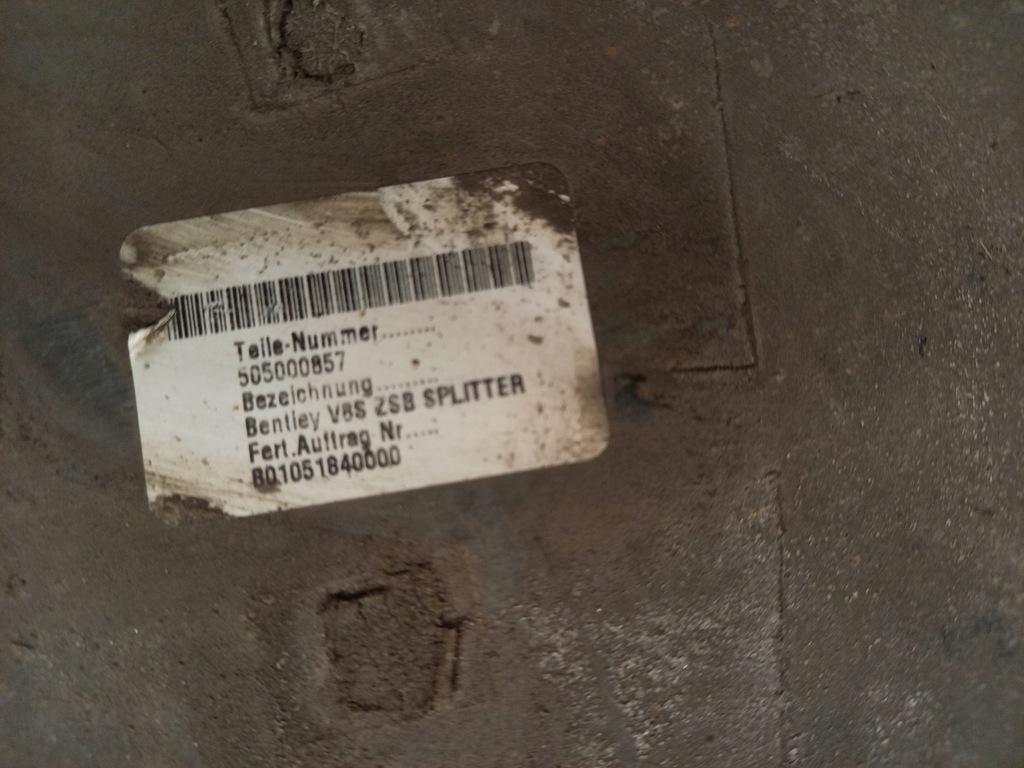 Teile-Nummer........
505000857
Bezeichnung..........
Bentley V8S ZSB SPLITTER
Fert.Auftrag Nr.....
801051840000